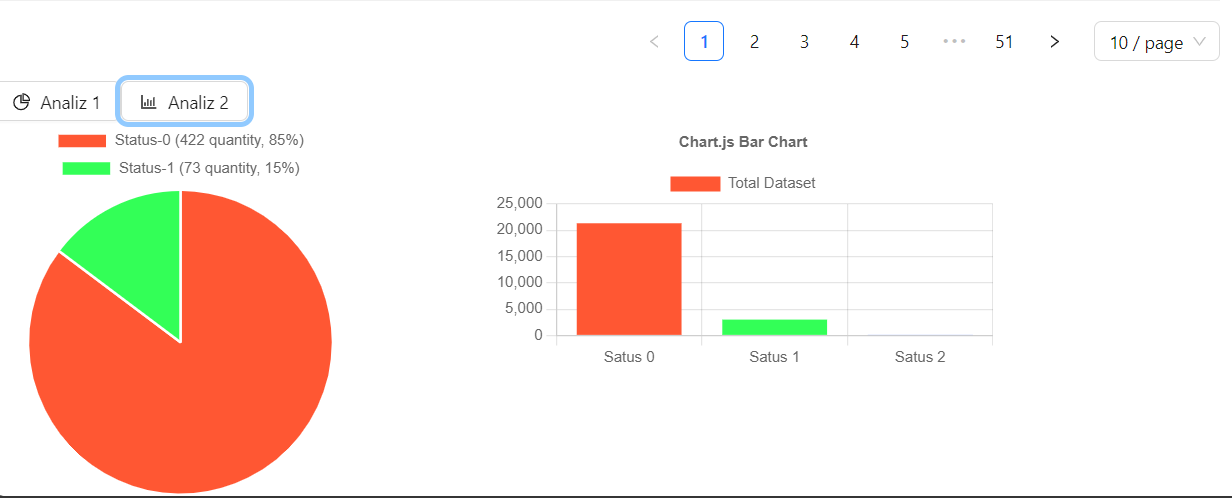 1 2 3 4 5 ••• 51 10 / page
Analiz 1 Analiz 2
Status-0 (422 quantity, 85%)
Status-1 (73 quantity, 15%)
Chart.js Bar Chart
Total Dataset
25,000
20,000
15,000
10,000
5,000
0
Satus 0 Satus 1 Satus 2